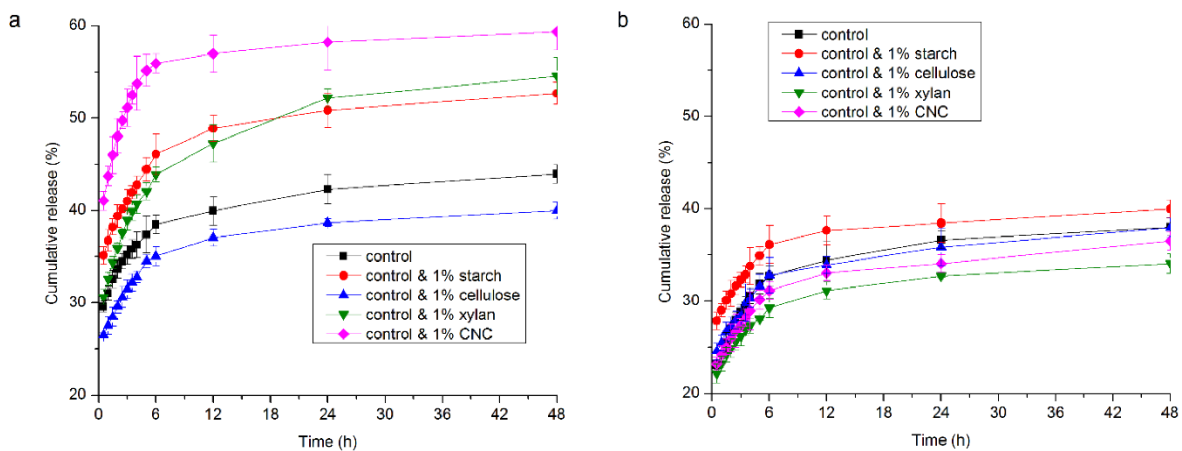 a
60
50
40
30
20
Cumulative release (%)
control
control & 1% starch
control & 1% cellulose
control & 1% xylan
control & 1% CNC
0 6 12 18 24 30 36 42 48
Time (h)
b
60
50
40
30
20
Cumulative release (%)
control
control & 1% starch
control & 1% cellulose
control & 1% xylan
control & 1% CNC
0 6 12 18 24 30 36 42 48
Time (h)